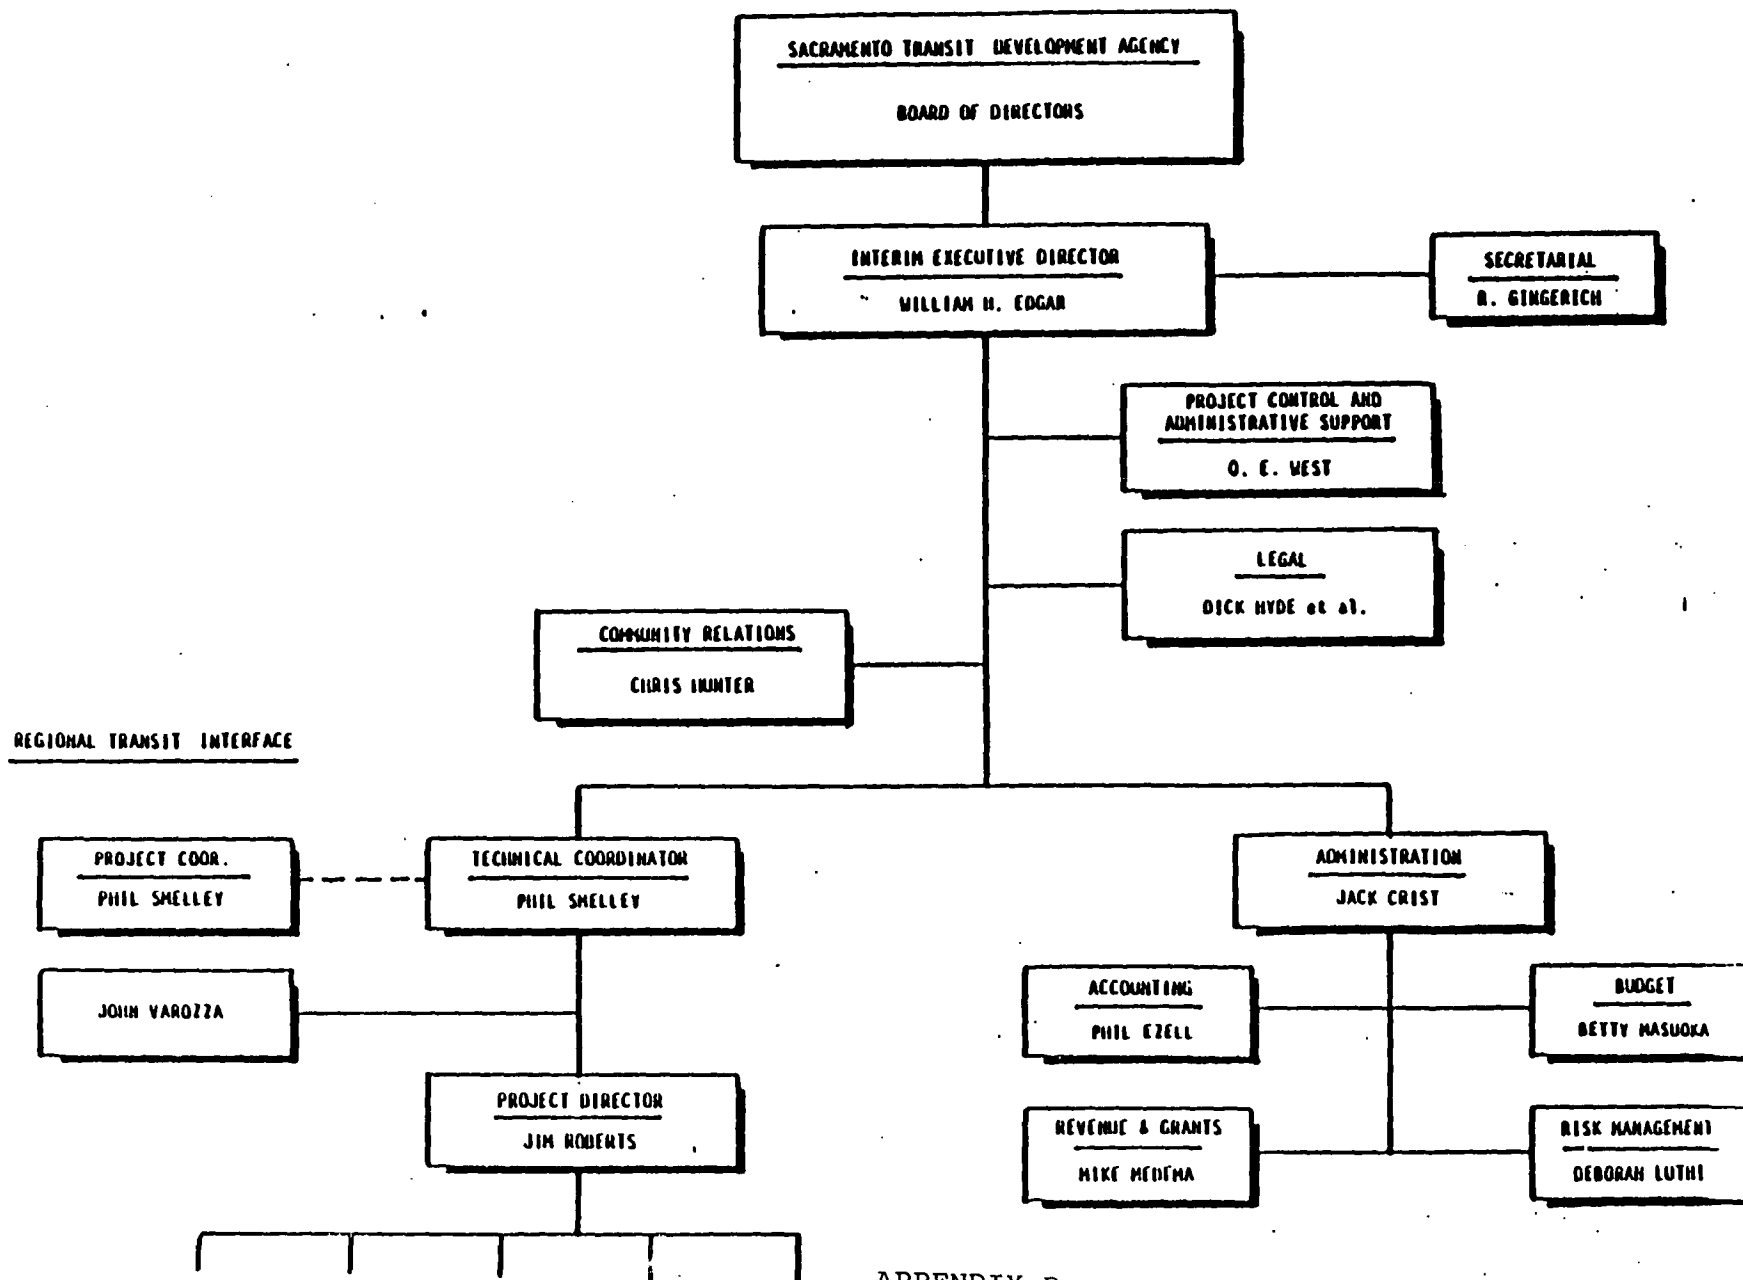 SACRAMENTO TRANSIT DEVELOPMENT AGENCY
BOARD OF DIRECTORS
INTERIM EXECUTIVE DIRECTOR
WILLIAM H. EDGAR
SECRETARIAL
R. GINGERICH
PROJECT CONTROL AND
ADMINISTRATIVE SUPPORT
O. E. WEST
LEGAL
DICK HYDE et al.
COMMUNITY RELATIONS
CHRIS HUNTER
REGIONAL TRANSIT INTERFACE
PROJECT COOR.
PHIL SHELLEY
TECHNICAL COORDINATOR
PHIL SHELLEY
ADMINISTRATION
JACK CRIST
JOHN VAROZZA
ACCOUNTING
PHIL EZELL
BUDGET
BETTY MASUOKA
PROJECT DIRECTOR
JIM ROBERTS
REVENUE & GRANTS
MIKE MEDEMA
RISK MANAGEMENT
DEBORAH LUTHI
APPENDIX